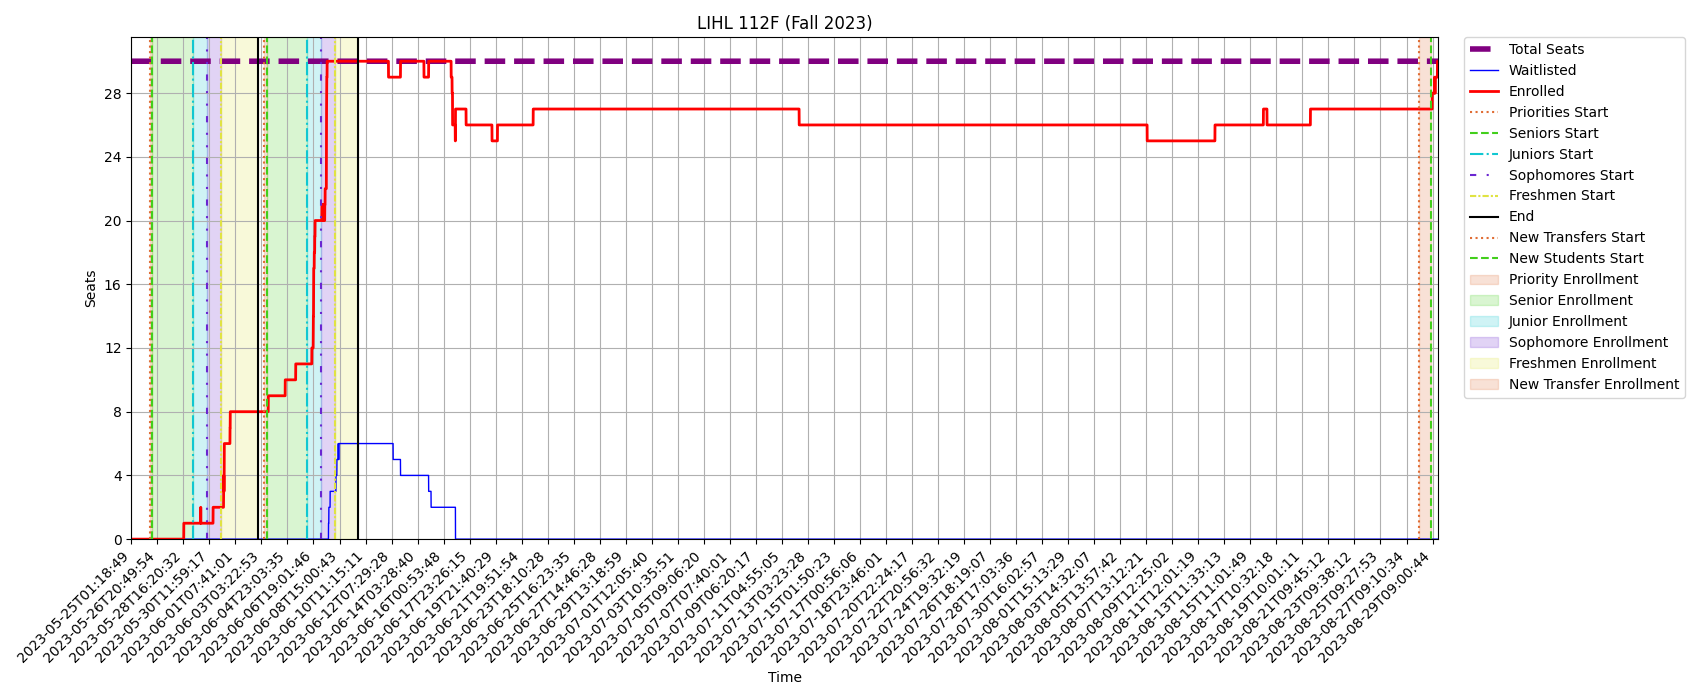 LIHL 112F (Fall 2023)
Seats
28
24
20
16
12
8
4
0
2023-05-25T01:18:49
2023-05-26T20:49:54
2023-05-28T16:20:32
2023-05-30T11:59:17
2023-06-01T07:41:01
2023-06-03T03:22:53
2023-06-04T23:03:35
2023-06-06T19:01:46
2023-06-08T15:00:43
2023-06-10T11:15:11
2023-06-12T07:29:28
2023-06-14T03:28:40
2023-06-16T00:53:48
2023-06-17T23:26:15
2023-06-19T21:40:29
2023-06-21T19:51:54
2023-06-23T18:10:28
2023-06-25T16:23:35
2023-06-27T14:46:28
2023-06-29T13:18:59
2023-07-01T12:05:40
2023-07-03T10:35:51
2023-07-05T09:06:20
2023-07-07T07:40:01
2023-07-09T06:20:17
2023-07-11T04:55:05
2023-07-13T03:23:28
2023-07-15T01:50:23
2023-07-17T00:56:06
2023-07-18T23:46:01
2023-07-20T22:24:17
2023-07-22T20:56:32
2023-07-24T19:32:19
2023-07-26T18:19:07
2023-07-28T17:03:36
2023-07-30T16:02:57
2023-08-01T15:13:29
2023-08-03T14:32:07
2023-08-05T13:57:42
2023-08-07T13:12:21
2023-08-09T12:25:02
2023-08-11T12:01:19
2023-08-13T11:33:13
2023-08-15T11:01:49
2023-08-17T10:32:18
2023-08-19T10:01:11
2023-08-21T09:45:12
2023-08-23T09:38:12
2023-08-25T09:27:53
2023-08-27T09:10:34
2023-08-29T09:00:44
Time
Total Seats
Waitlisted
Enrolled
Priorities Start
Seniors Start
Juniors Start
Sophomores Start
Freshmen Start
End
New Transfers Start
New Students Start
Priority Enrollment
Senior Enrollment
Junior Enrollment
Sophomore Enrollment
Freshmen Enrollment
New Transfer Enrollment